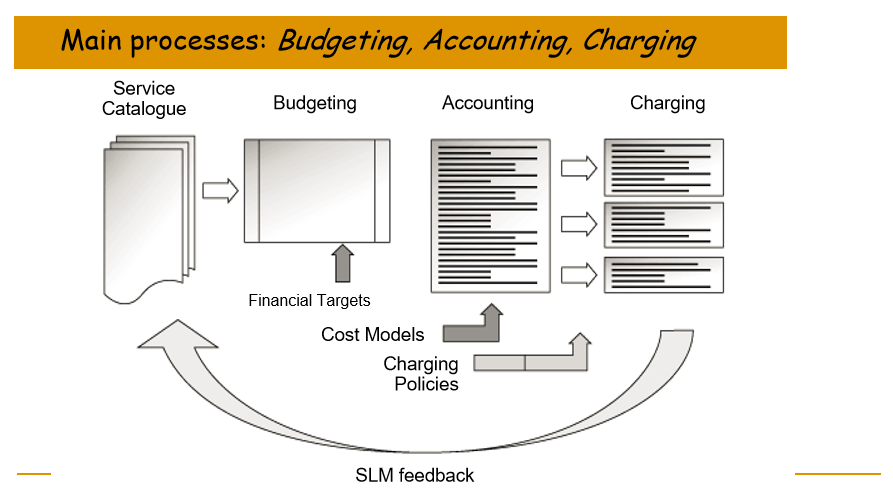 Main processes: Budgeting, Accounting, Charging
Service
Catalogue
Budgeting
Accounting
Charging
Financial Targets
Cost Models
Charging
Policies
SLM feedback